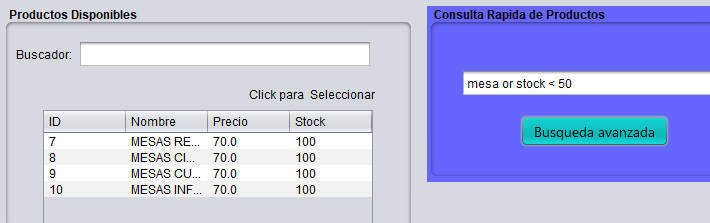 Productos Disponibles
Buscador:
Click para Seleccionar
ID Nombre Precio Stock
7 MESAS RE... 70.0 100
8 MESAS CI... 70.0 100
9 MESAS CU... 70.0 100
10 MESAS INF... 70.0 100
Consulta Rapida de Productos
mesa or stock < 50
Busqueda avanzada